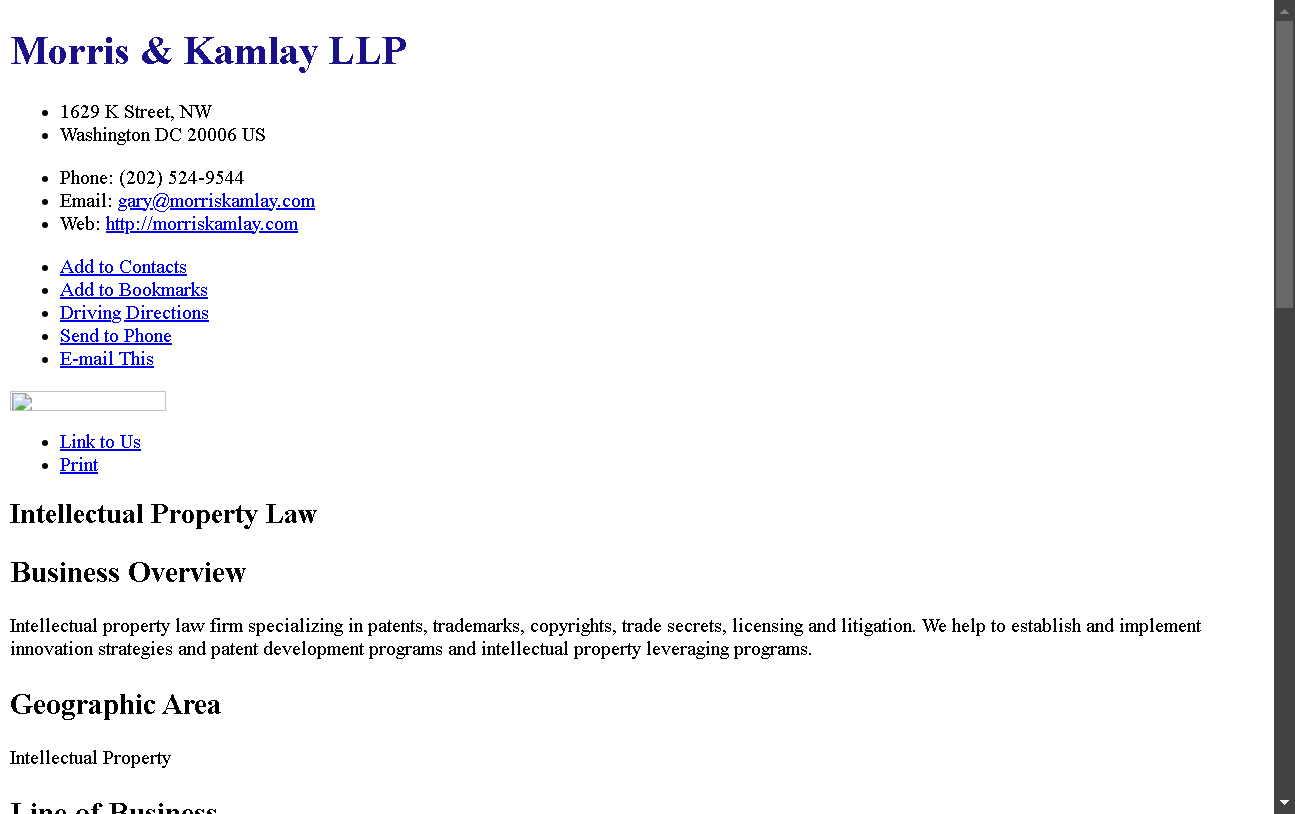 Morris & Kamlay LLP
1629 K Street, NW
Washington DC 20006 US
Phone: (202) 524-9544
Email: gary@morriskamlay.com
Web: http://morriskamlay.com
Add to Contacts
Add to Bookmarks
Driving Directions
Send to Phone
E-mail This
Link to Us
Print
Intellectual Property Law
Business Overview
Intellectual property law firm specializing in patents, trademarks, copyrights, trade secrets, licensing and litigation. We help to establish and implement
innovation strategies and patent development programs and intellectual property leveraging programs.
Geographic Area
Intellectual Property
Line of Business